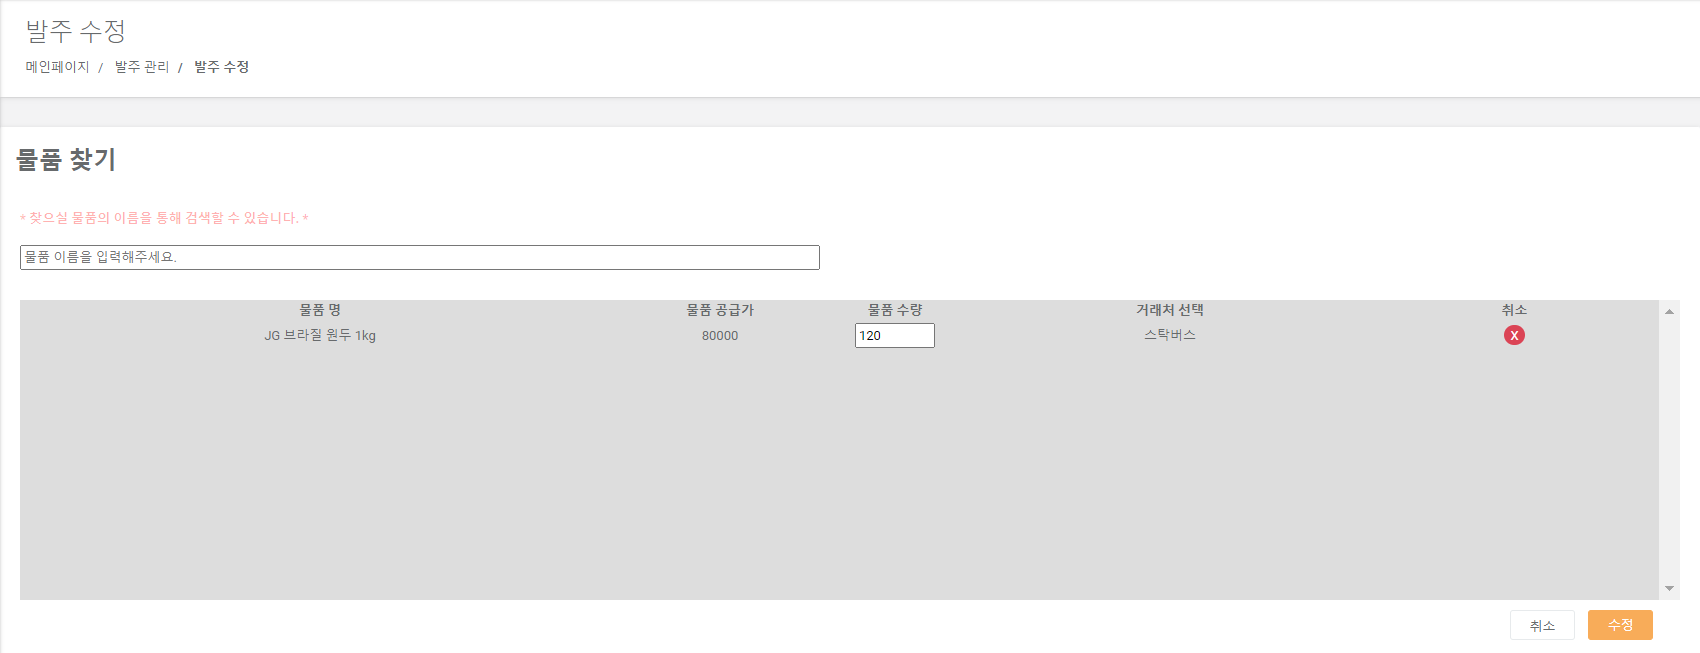 발주 수정
메인페이지 / 발주 관리 / 발주 수정
물품 찾기
* 찾으실 물품의 이름을 통해 검색할 수 있습니다. *
물품 이름을 입력해주세요.
물품 명 물품 공급가 물품 수량 거래처 선택 취소
JG 브라질 원두 1kg 80000 120 스탁버스 X
취소 수정